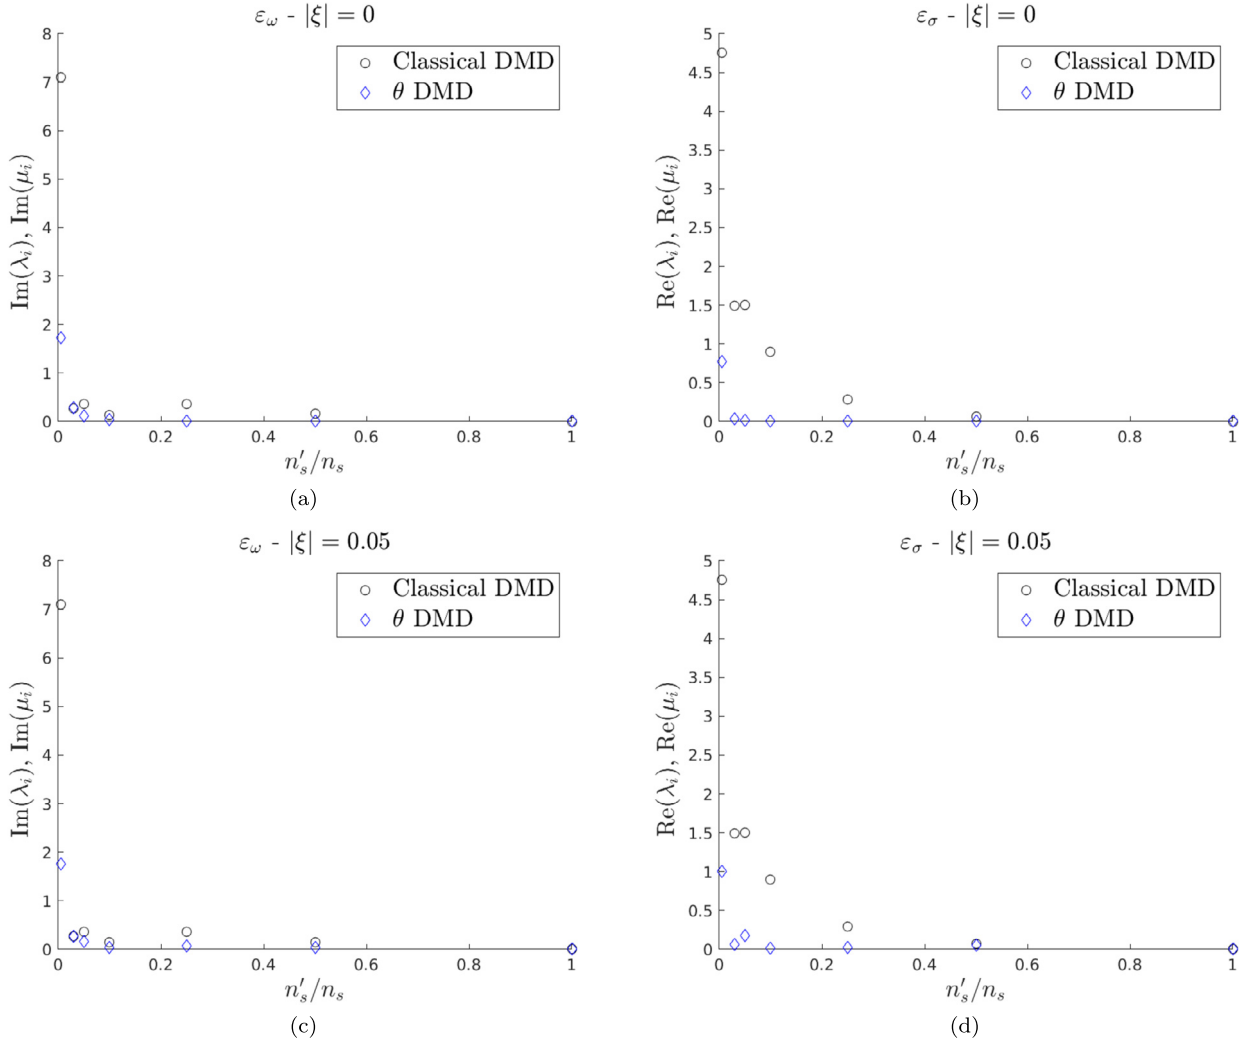 ε_ω - |ξ| = 0
8
7
6
5
4
3
2
1
0
Im(λ_i), Im(μ_i)
Classical DMD
θ DMD
0 0.2 0.4 0.6 0.8 1
n′_s/n_s
(a)
ε_σ - |ξ| = 0
5
4.5
4
3.5
3
2.5
2
1.5
1
0.5
0
Re(λ_i), Re(μ_i)
Classical DMD
θ DMD
0 0.2 0.4 0.6 0.8 1
n′_s/n_s
(b)
ε_ω - |ξ| = 0.05
8
7
6
5
4
3
2
1
0
Im(λ_i), Im(μ_i)
Classical DMD
θ DMD
0 0.2 0.4 0.6 0.8 1
n′_s/n_s
(c)
ε_σ - |ξ| = 0.05
5
4.5
4
3.5
3
2.5
2
1.5
1
0.5
0
Re(λ_i), Re(μ_i)
Classical DMD
θ DMD
0 0.2 0.4 0.6 0.8 1
n′_s/n_s
(d)